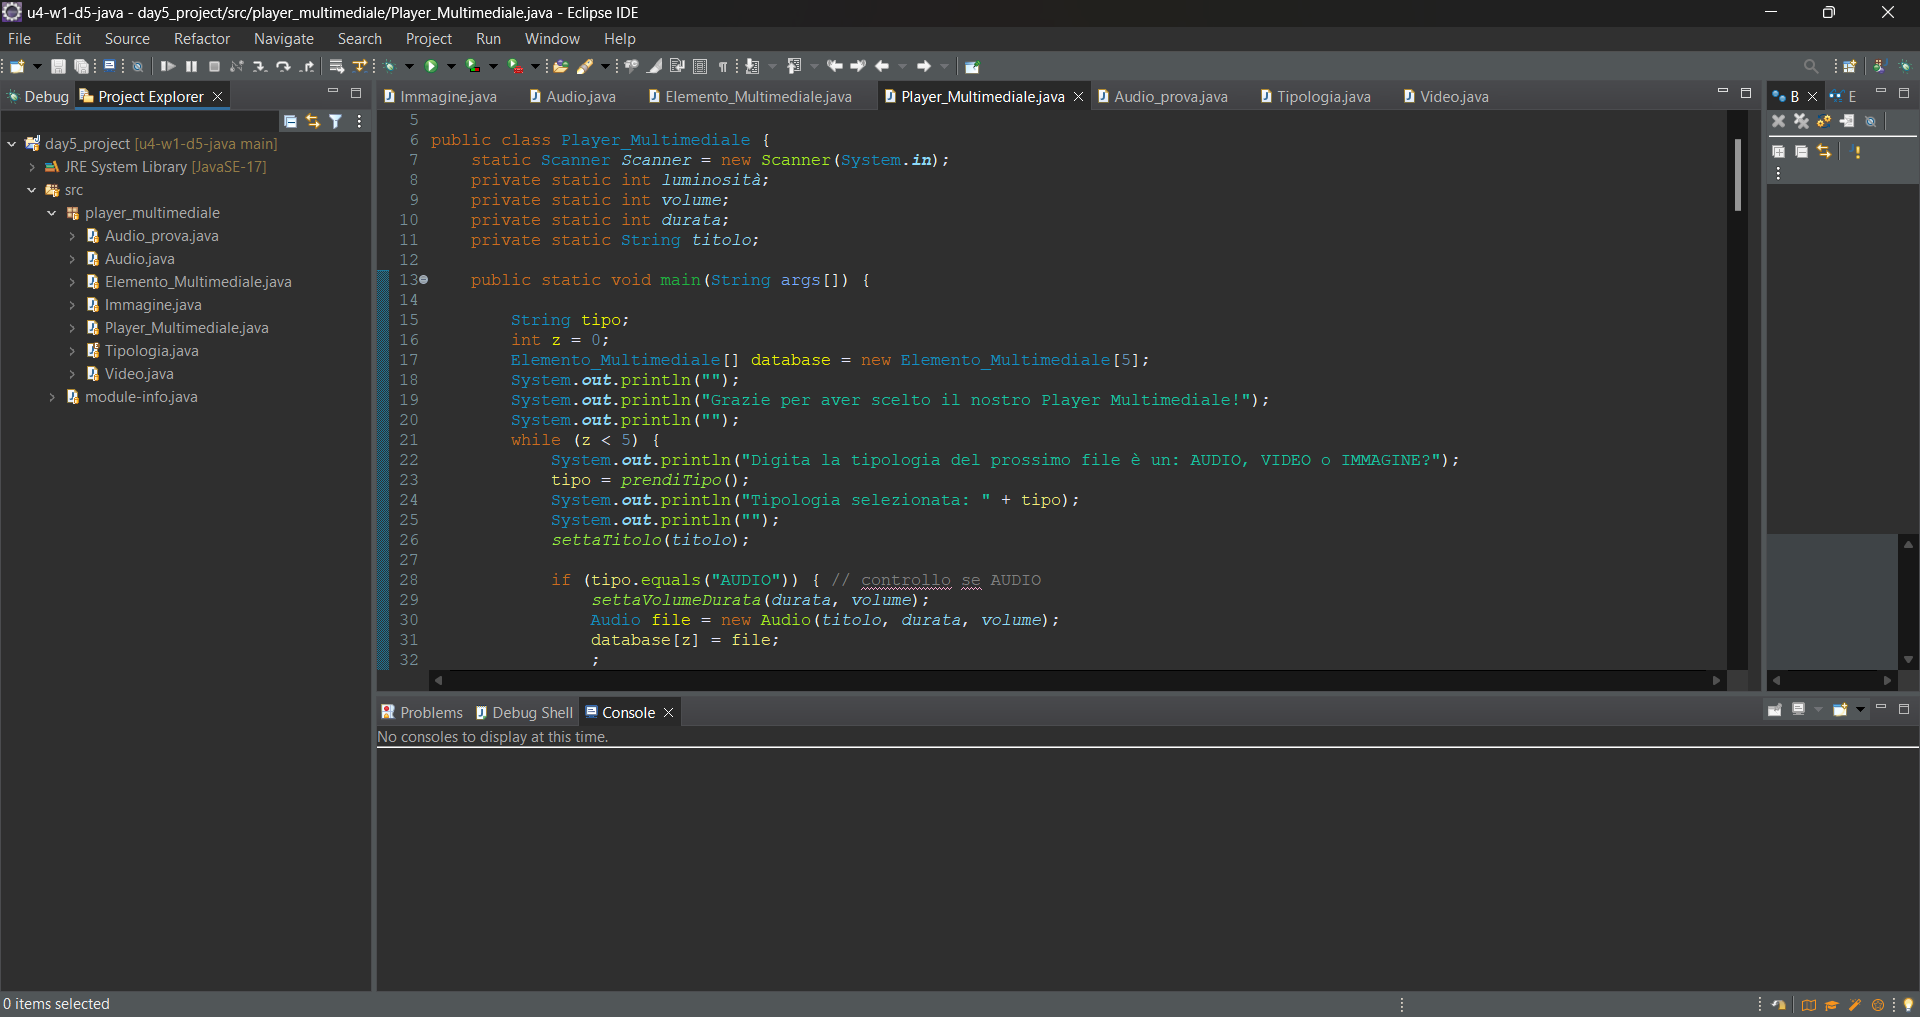 u4-w1-d5-java - day5_project/src/player_multimediale/Player_Multimediale.java - Eclipse IDE
File Edit Source Refactor Navigate Search Project Run Window Help
Debug Project Explorer
Immagine.java Audio.java Elemento_Multimediale.java Player_Multimediale.java Audio_prova.java Tipologia.java Video.java
B E
day5_project [u4-w1-d5-java main]
JRE System Library [JavaSE-17]
src
player_multimediale
Audio_prova.java
Audio.java
Elemento_Multimediale.java
Immagine.java
Player_Multimediale.java
Tipologia.java
Video.java
module-info.java
5
6 public class Player_Multimediale {
7 static Scanner Scanner = new Scanner(System.in);
8 private static int luminosità;
9 private static int volume;
10 private static int durata;
11 private static String titolo;
12
13 public static void main(String args[]) {
14
15 String tipo;
16 int z = 0;
17 Elemento_Multimediale[] database = new Elemento_Multimediale[5];
18 System.out.println("");
19 System.out.println("Grazie per aver scelto il nostro Player Multimediale!");
20 System.out.println("");
21 while (z < 5) {
22 System.out.println("Digita la tipologia del prossimo file è un: AUDIO, VIDEO o IMMAGINE?");
23 tipo = prendiTipo();
24 System.out.println("Tipologia selezionata: " + tipo);
25 System.out.println("");
26 settaTitolo(titolo);
27
28 if (tipo.equals("AUDIO")) { // controllo se AUDIO
29 settaVolumeDurata(durata, volume);
30 Audio file = new Audio(titolo, durata, volume);
31 database[z] = file;
32 ;
Problems Debug Shell Console
No consoles to display at this time.
0 items selected